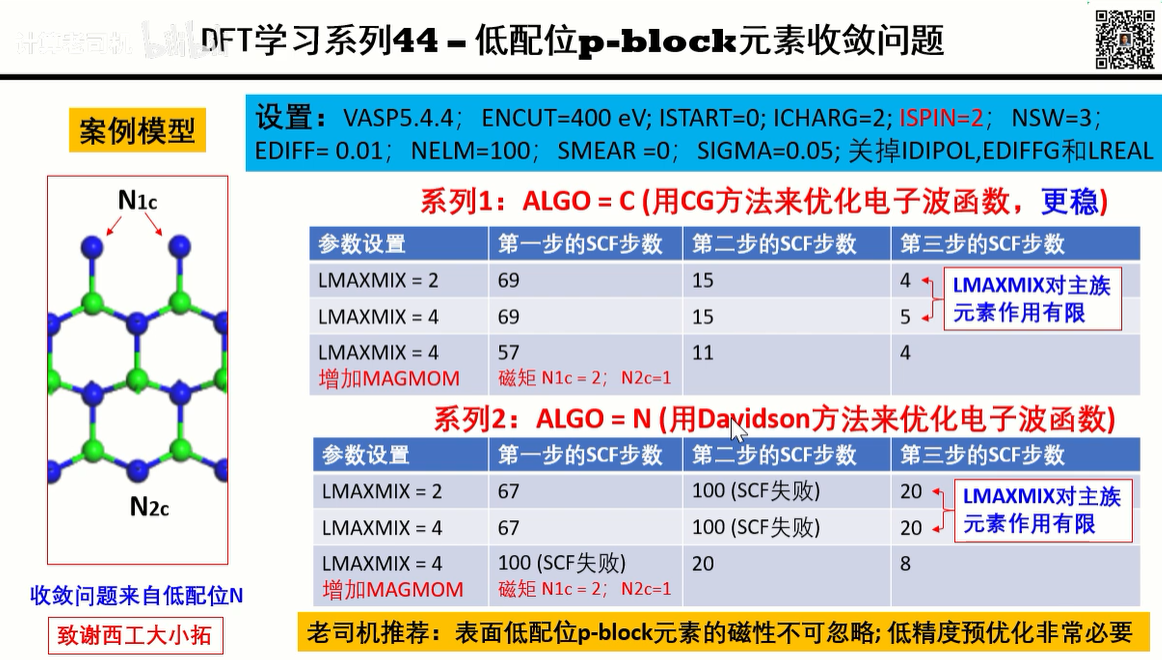 计算老司机 bilibili
DFT学习系列44 – 低配位p-block元素收敛问题
案例模型
设置：VASP5.4.4； ENCUT=400 eV; ISTART=0; ICHARG=2; ISPIN=2； NSW=3；
EDIFF= 0.01； NELM=100； SMEAR =0； SIGMA=0.05; 关掉IDIPOL,EDIFFG和LREAL
N1c
N2c
收敛问题来自低配位N
致谢西工大小拓
系列1：ALGO = C (用CG方法来优化电子波函数，更稳)
参数设置 第一步的SCF步数 第二步的SCF步数 第三步的SCF步数
LMAXMIX = 2 69 15 4
LMAXMIX = 4 69 15 5
LMAXMIX对主族
元素作用有限
LMAXMIX = 4 57 11 4
增加MAGMOM 磁矩 N1c = 2； N2c=1
系列2：ALGO = N (用Davidson方法来优化电子波函数)
参数设置 第一步的SCF步数 第二步的SCF步数 第三步的SCF步数
LMAXMIX = 2 67 100 (SCF失败) 20
LMAXMIX = 4 67 100 (SCF失败) 20
LMAXMIX对主族
元素作用有限
LMAXMIX = 4 100 (SCF失败) 20 8
增加MAGMOM 磁矩 N1c = 2； N2c=1
老司机推荐：表面低配位p-block元素的磁性不可忽略; 低精度预优化非常必要